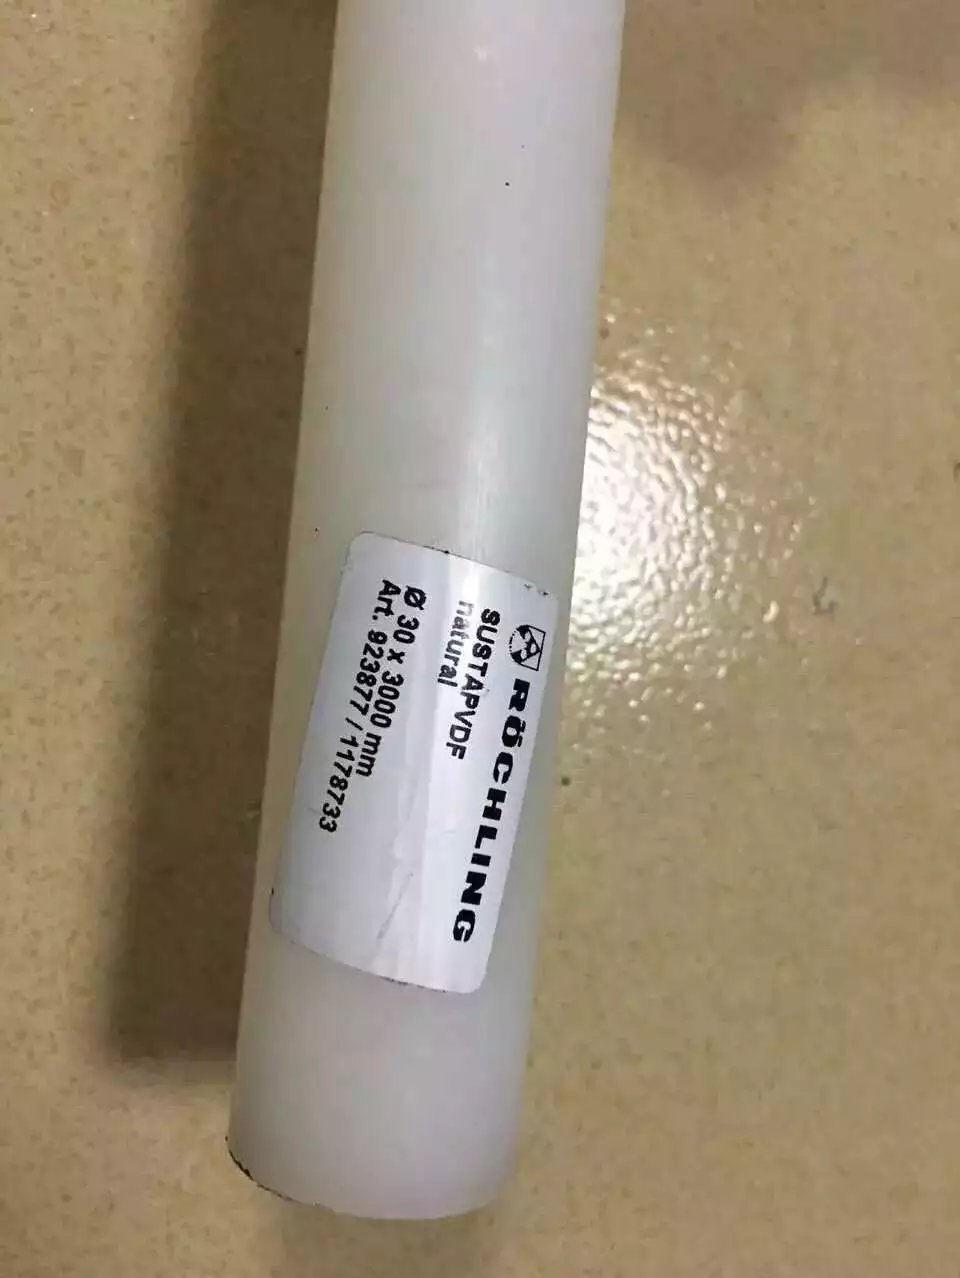 RÖCHLING
SUSTAPVDF
natural
Ø 30 x 3000 mm
Art. 923877 / 1178733